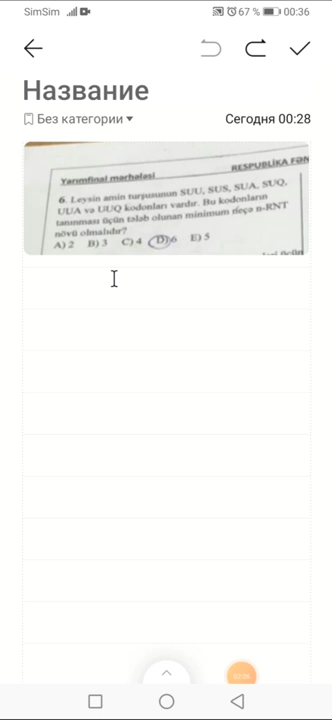 SimSim 67 % 00:36
Название
Без категории Сегодня 00:28
Yarımfinal mərhələsi RESPUBLİKA FƏN
6. Leysin amin turşusunun SUU, SUS, SUA, SUQ,
UUA və UUQ kodonları vardır. Bu kodonların
tanınması üçün tələb olunan minimum neçə n-RNT
növü olmalıdır?
A) 2 B) 3 C) 4 D) 6 E) 5
üçün